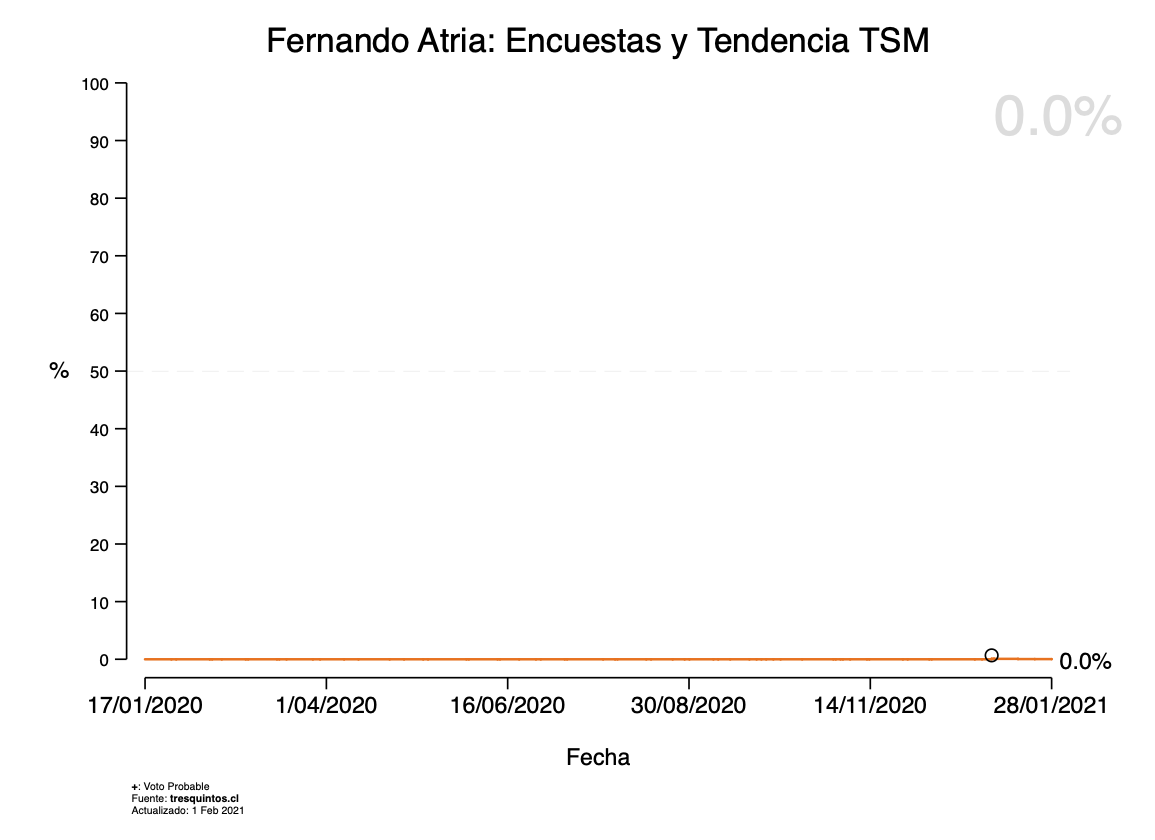 Fernando Atria: Encuestas y Tendencia TSM
0.0%
100
90
80
70
60
% 50
40
30
20
10
0
0.0%
17/01/2020 1/04/2020 16/06/2020 30/08/2020 14/11/2020 28/01/2021
Fecha
+: Voto Probable
Fuente: tresquintos.cl
Actualizado: 1 Feb 2021